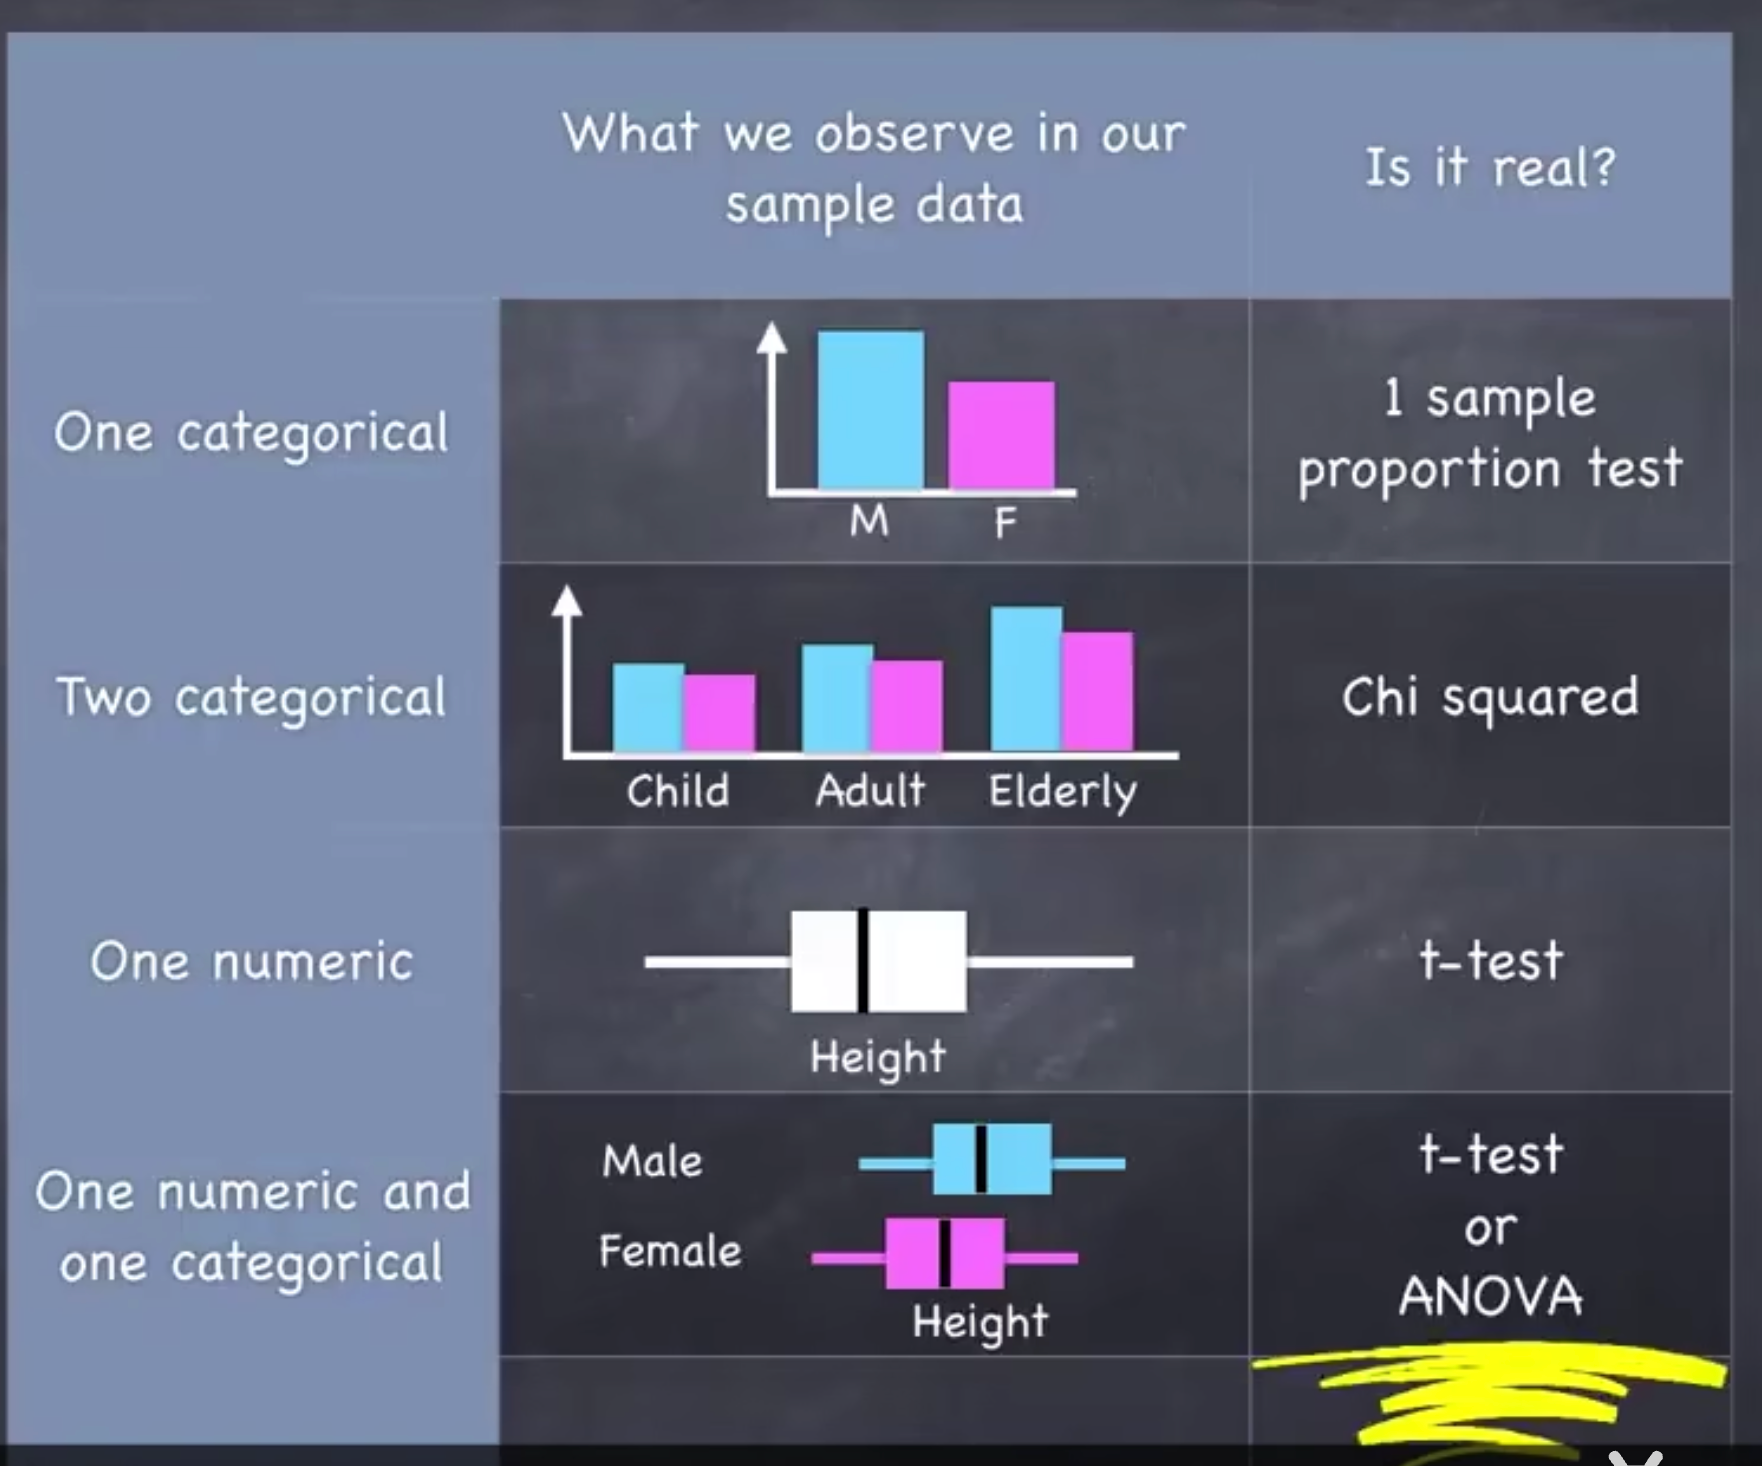 What we observe in our
sample data
Is it real?
One categorical
M
F
1 sample
proportion test
Two categorical
Child
Adult
Elderly
Chi squared
One numeric
Height
t-test
One numeric and
one categorical
Male
Female
Height
t-test
or
ANOVA